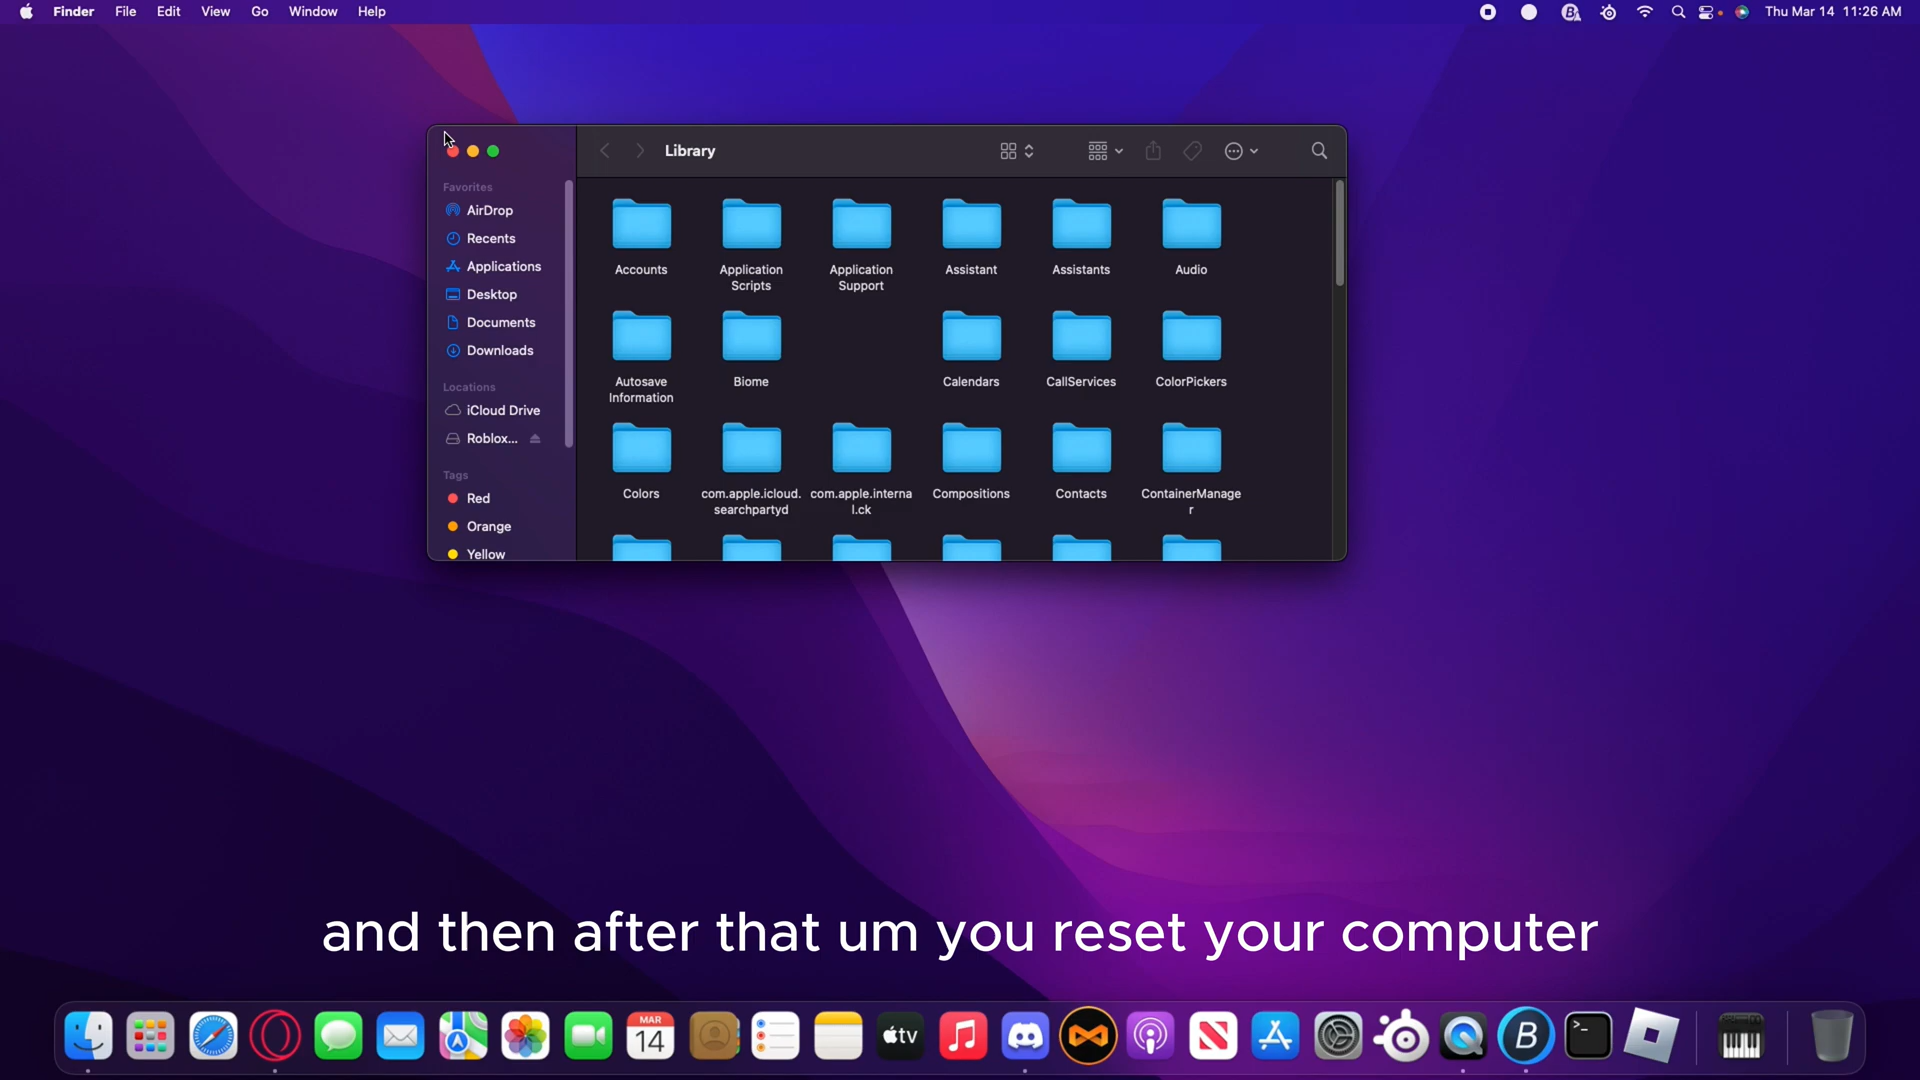 Finder File Edit View Go Window Help
Thu Mar 14 11:26 AM
Library
Favorites
AirDrop
Recents
Applications
Desktop
Documents
Downloads
Locations
iCloud Drive
Roblox...
Tags
Red
Orange
Yellow
Accounts
Application
Scripts
Application
Support
Assistant
Assistants
Audio
Autosave
Information
Biome
Calendars
CallServices
ColorPickers
Colors
com.apple.icloud.
searchpartyd
com.apple.interna
l.ck
Compositions
Contacts
ContainerManage
r
and then after that um you reset your computer
MAR
14
tv
B
>_